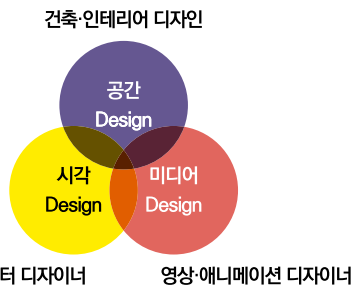 건축·인테리어 디자인
공간
Design
시각
Design
미디어
Design
터 디자이너
영상·애니메이션 디자이너